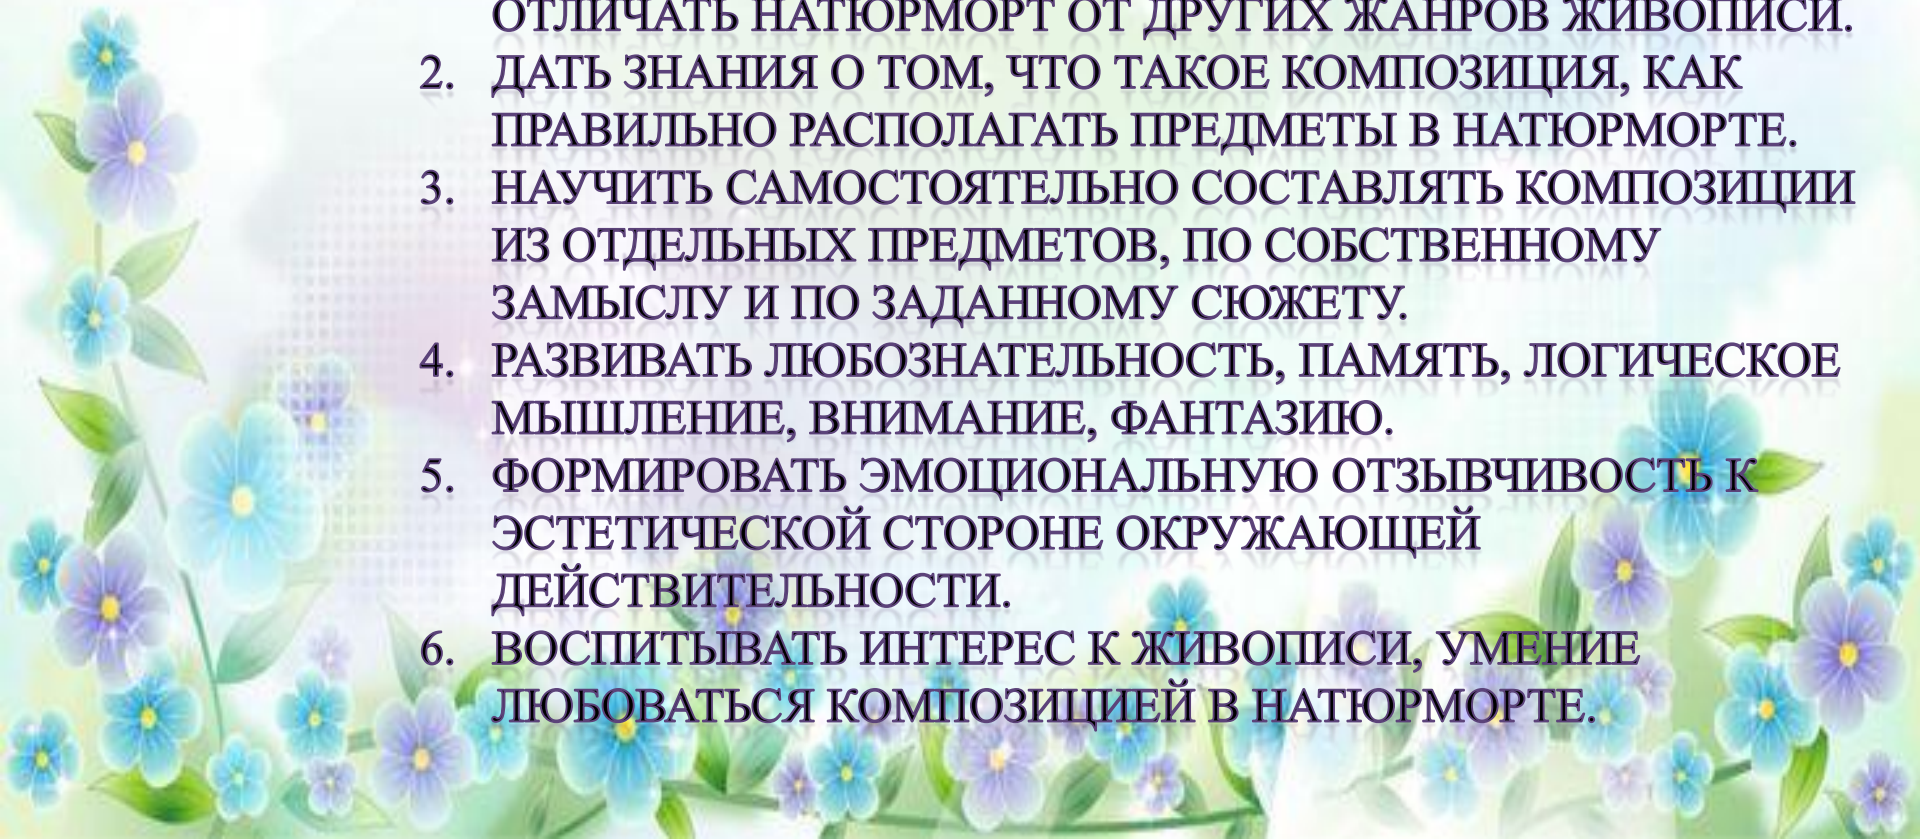 ОТЛИЧАТЬ НАТЮРМОРТ ОТ ДРУГИХ ЖАНРОВ ЖИВОПИСИ.
2. ДАТЬ ЗНАНИЯ О ТОМ, ЧТО ТАКОЕ КОМПОЗИЦИЯ, КАК
ПРАВИЛЬНО РАСПОЛАГАТЬ ПРЕДМЕТЫ В НАТЮРМОРТЕ.
3. НАУЧИТЬ САМОСТОЯТЕЛЬНО СОСТАВЛЯТЬ КОМПОЗИЦИИ
ИЗ ОТДЕЛЬНЫХ ПРЕДМЕТОВ, ПО СОБСТВЕННОМУ
ЗАМЫСЛУ И ПО ЗАДАННОМУ СЮЖЕТУ.
4. РАЗВИВАТЬ ЛЮБОЗНАТЕЛЬНОСТЬ, ПАМЯТЬ, ЛОГИЧЕСКОЕ
МЫШЛЕНИЕ, ВНИМАНИЕ, ФАНТАЗИЮ.
5. ФОРМИРОВАТЬ ЭМОЦИОНАЛЬНУЮ ОТЗЫВЧИВОСТЬ К
ЭСТЕТИЧЕСКОЙ СТОРОНЕ ОКРУЖАЮЩЕЙ
ДЕЙСТВИТЕЛЬНОСТИ.
6. ВОСПИТЫВАТЬ ИНТЕРЕС К ЖИВОПИСИ, УМЕНИЕ
ЛЮБОВАТЬСЯ КОМПОЗИЦИЕЙ В НАТЮРМОРТЕ.